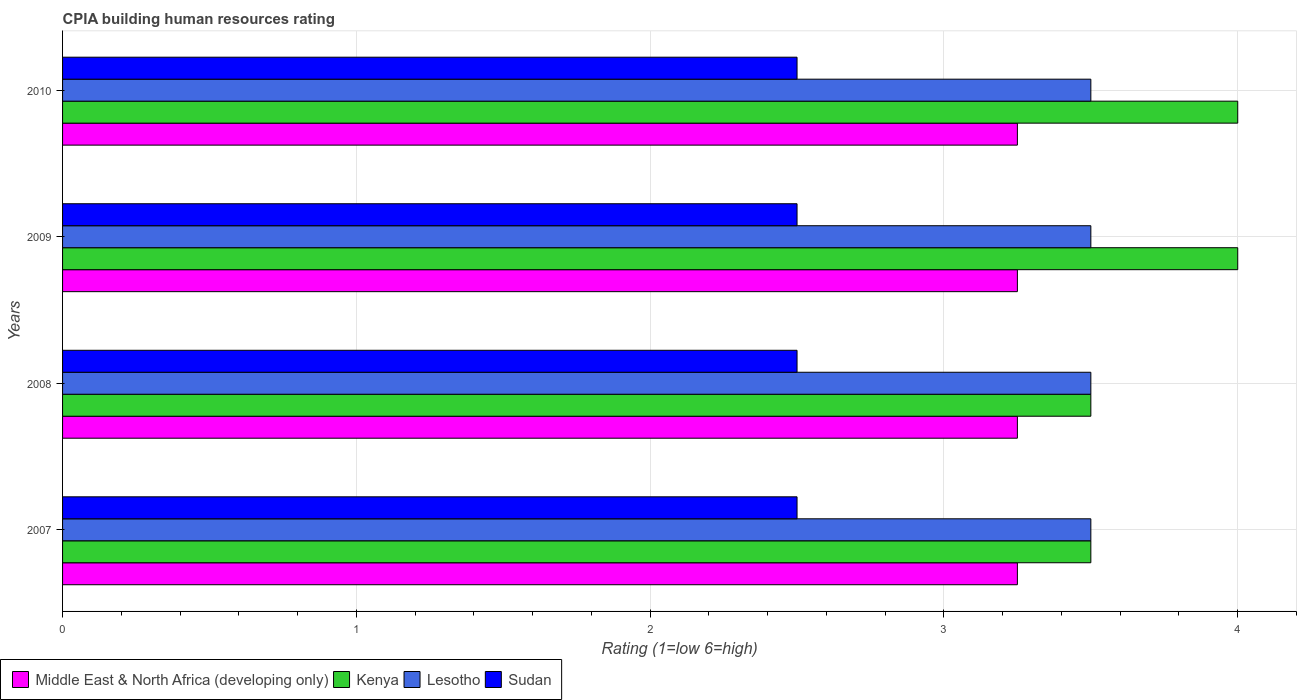 CPIA building human resources rating
2010
2009
2008
2007
Years
0
1
2
3
4
Rating (1=low 6=high)
Middle East & North Africa (developing only)
Kenya
Lesotho
Sudan